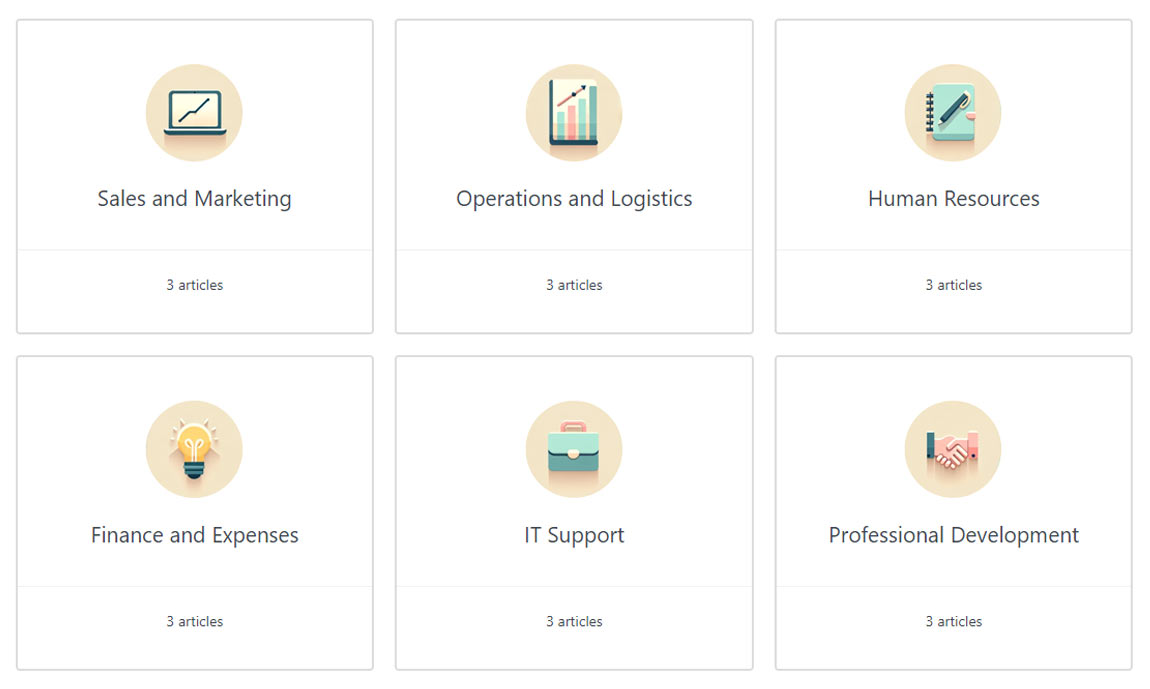 Sales and Marketing
3 articles
Operations and Logistics
3 articles
Human Resources
3 articles
Finance and Expenses
3 articles
IT Support
3 articles
Professional Development
3 articles